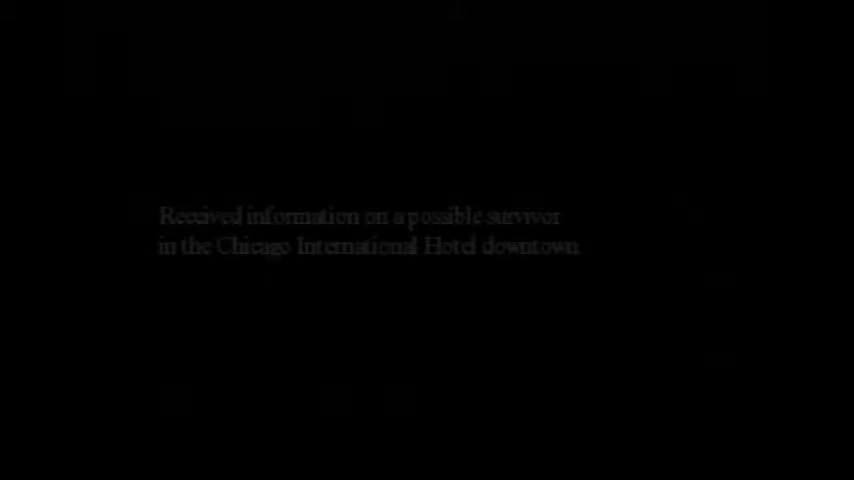 Received information on a possible survivor
in the Chicago International Hotel downtown